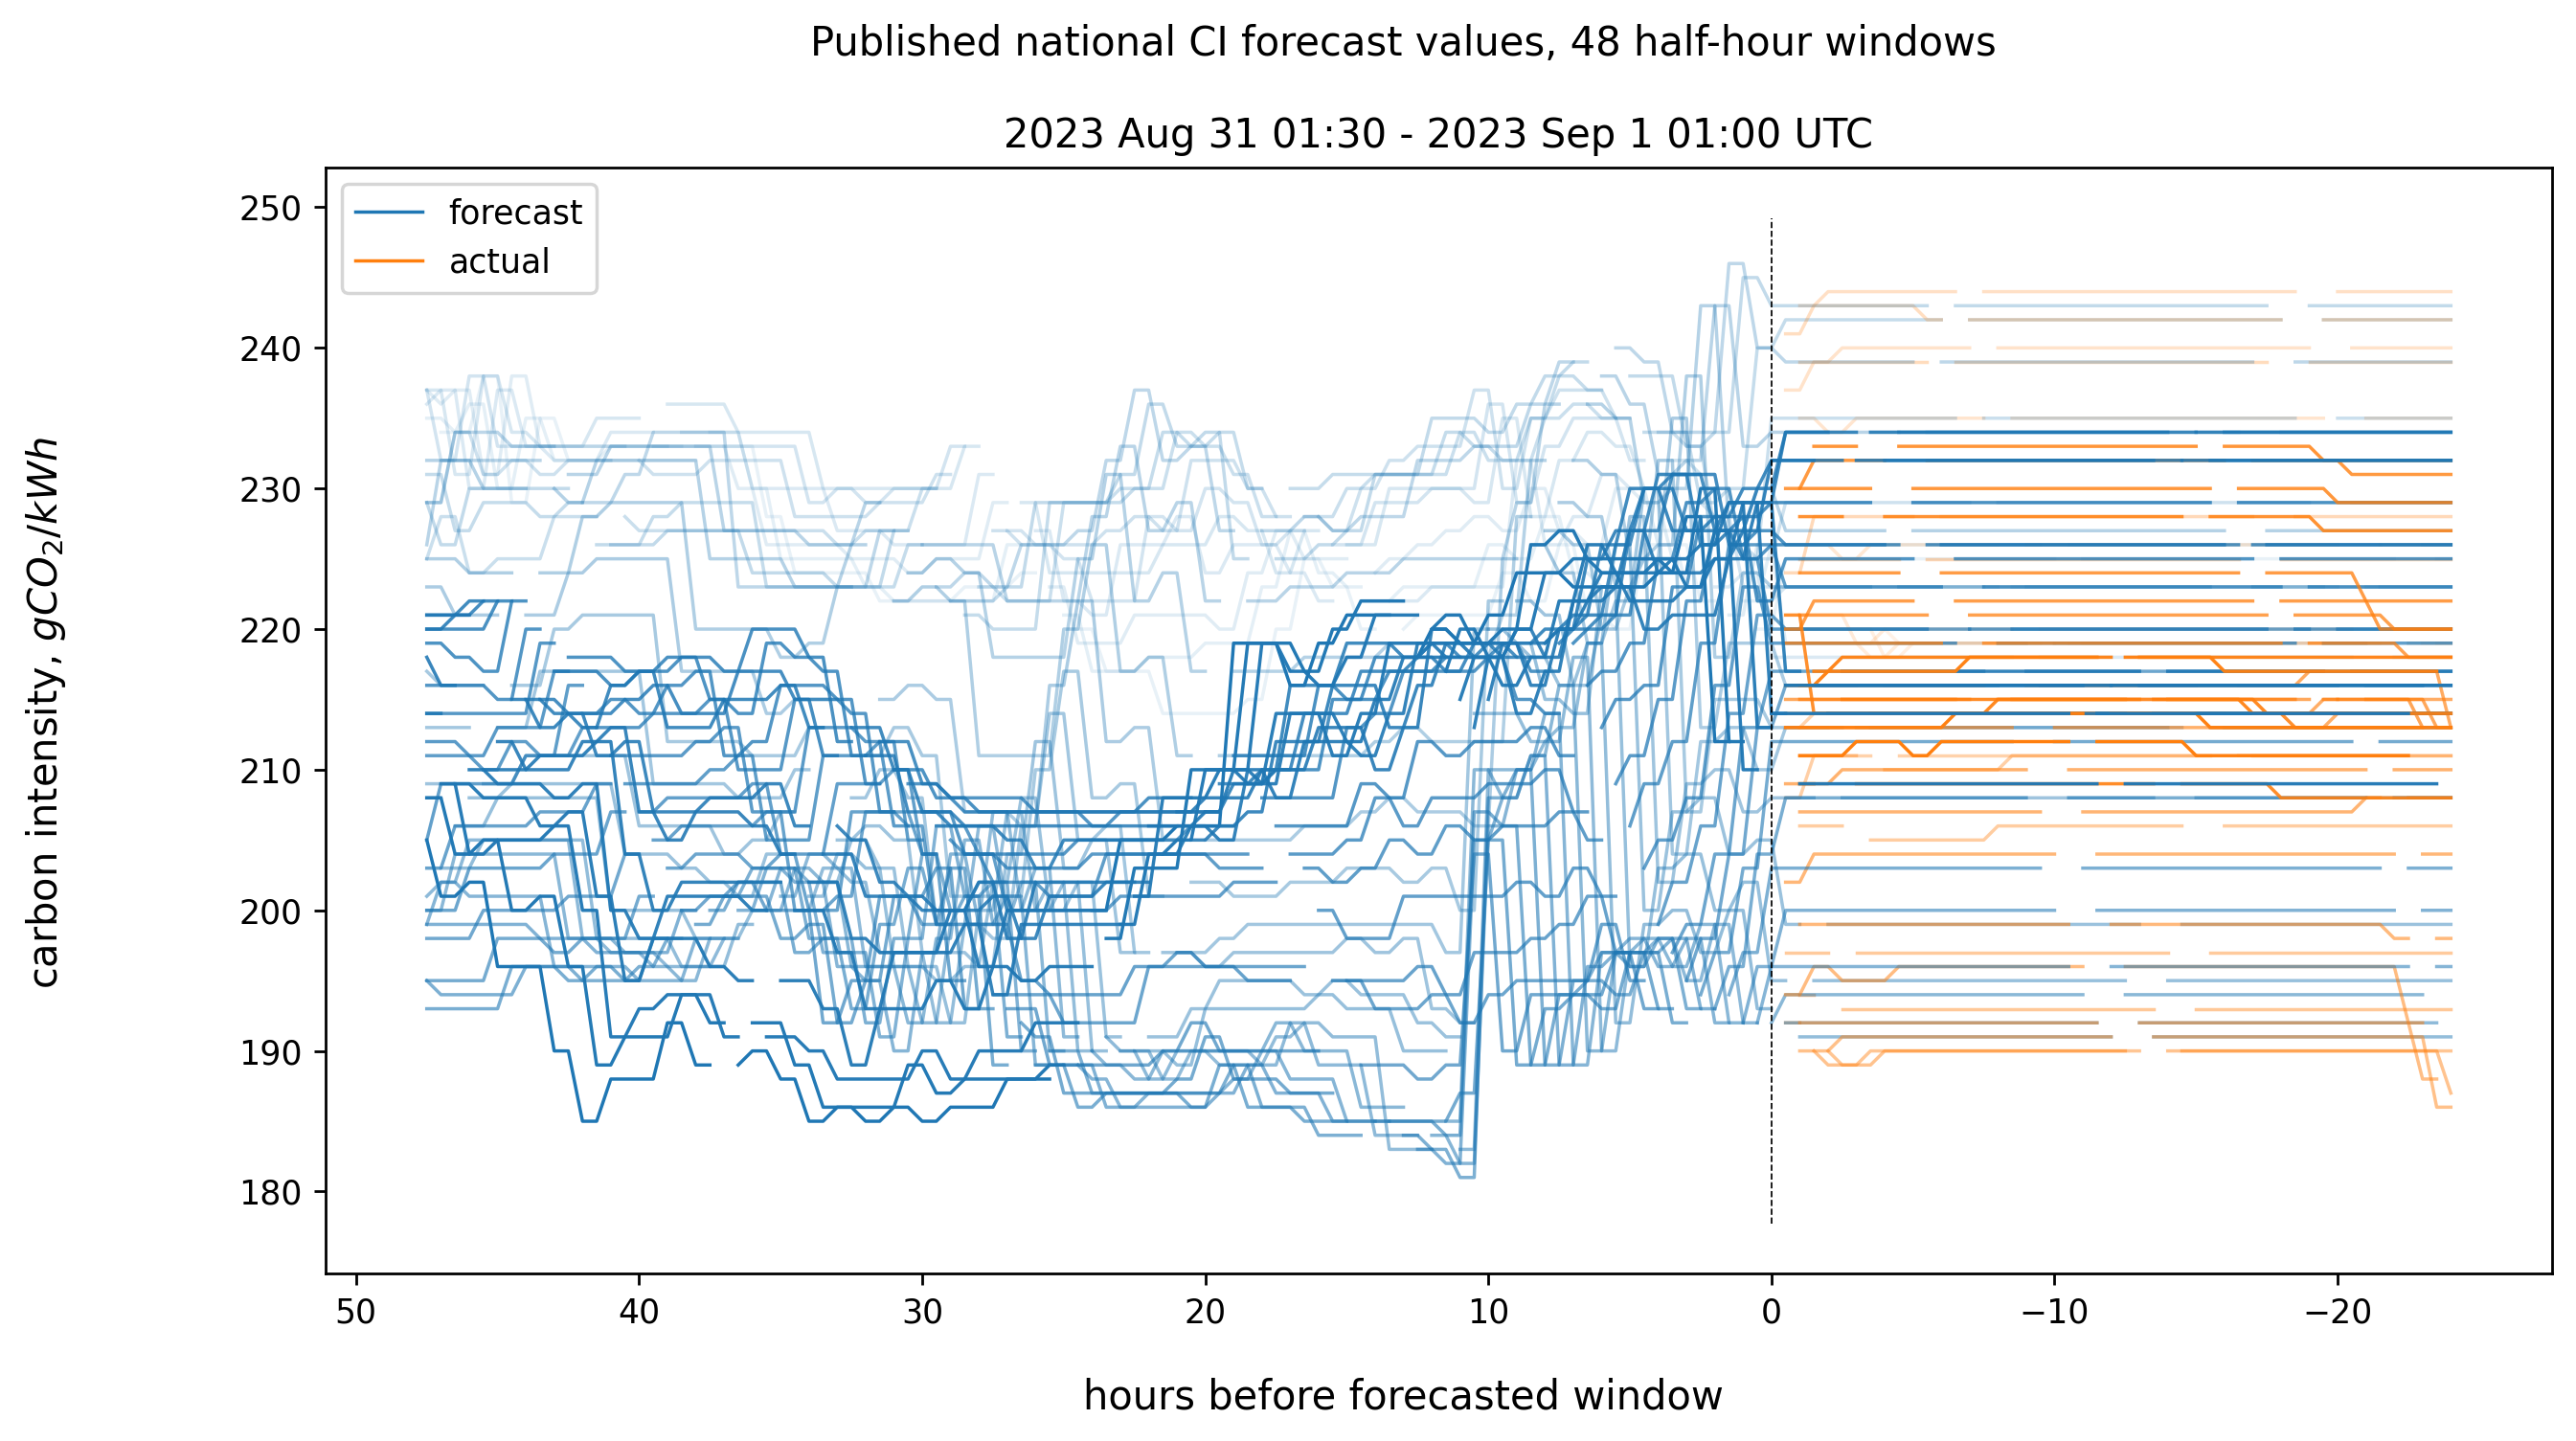 Published national CI forecast values, 48 half-hour windows
2023 Aug 31 01:30 - 2023 Sep 1 01:00 UTC
forecast
actual
250
240
230
220
210
200
190
180
carbon intensity, gCO₂/kWh
50 40 30 20 10 0 −10 −20
hours before forecasted window